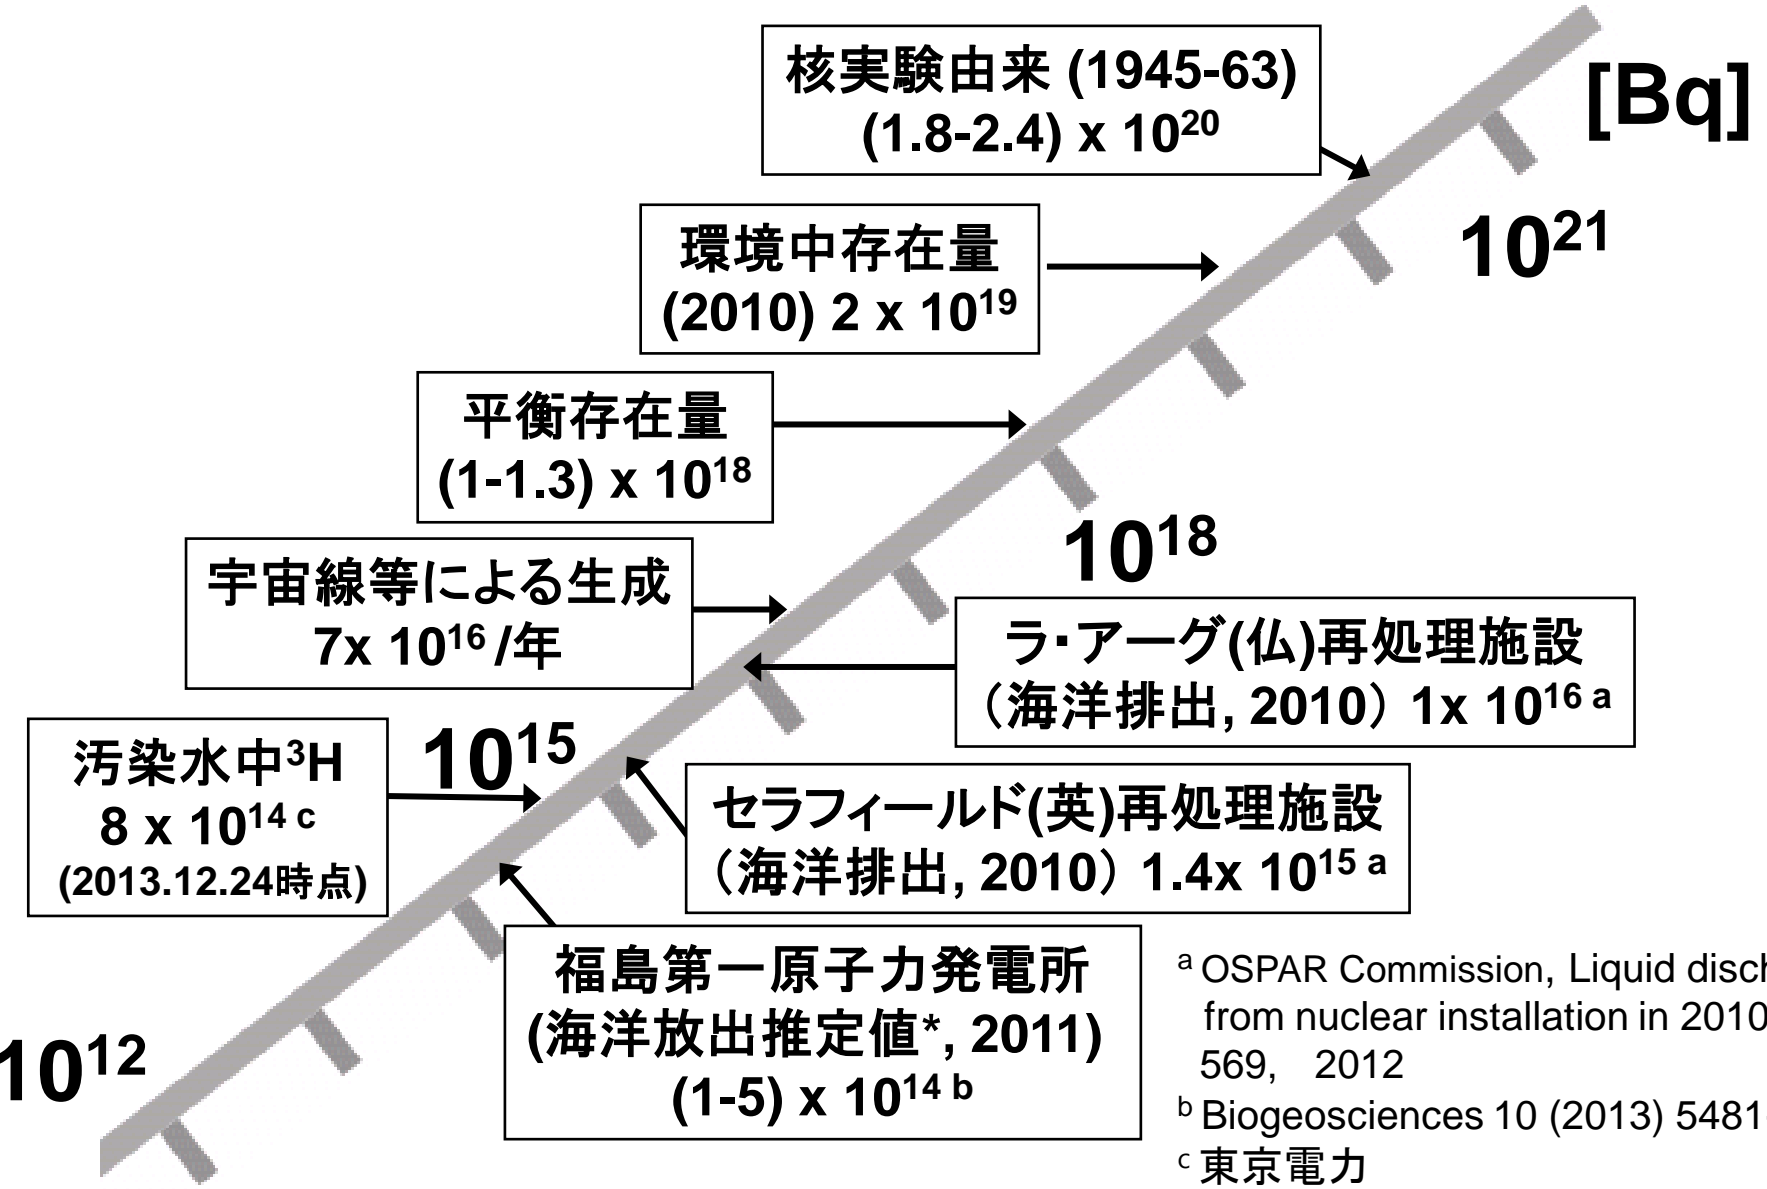 核実験由来 (1945-63)
(1.8-2.4) x 10²⁰
[Bq]
10²¹
環境中存在量
(2010) 2 x 10¹⁹
平衡存在量
(1-1.3) x 10¹⁸
10¹⁸
宇宙線等による生成
7x 10¹⁶ /年
ラ・アーグ(仏)再処理施設
（海洋排出, 2010） 1x 10¹⁶ ᵃ
10¹⁵
汚染水中³H
8 x 10¹⁴ ᶜ
(2013.12.24時点)
セラフィールド(英)再処理施設
（海洋排出, 2010） 1.4x 10¹⁵ ᵃ
福島第一原子力発電所
(海洋放出推定値*, 2011)
(1-5) x 10¹⁴ ᵇ
10¹²
ᵃ OSPAR Commission, Liquid
from nuclear installation in 2010
569, 2012
ᵇ Biogeosciences 10 (2013) 5481
ᶜ 東京電力